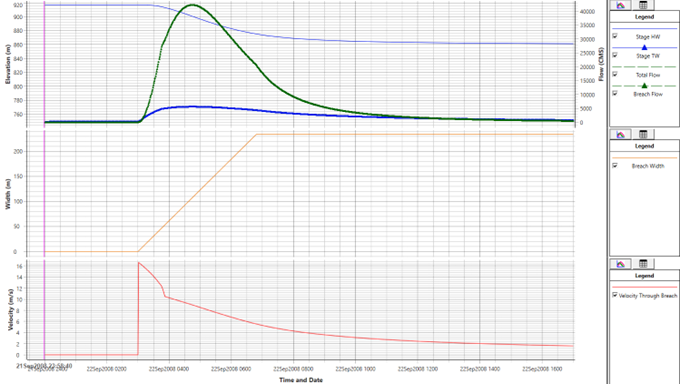 920
900
880
860
840
820
800
780
760
Elevation (m)
40000
35000
30000
25000
20000
15000
10000
5000
0
Flow (CMS)
Legend
Stage HW
Stage TW
Total Flow
Breach Flow
200
150
100
50
0
Width (m)
Legend
Breach Width
16
14
12
10
8
6
4
2
0
Velocity (m/s)
Legend
Velocity Through Breach
22Sep2008 0200
22Sep2008 0400
22Sep2008 0600
22Sep2008 0800
22Sep2008 1000
22Sep2008 1200
22Sep2008 1400
22Sep2008 1600
Time and Date